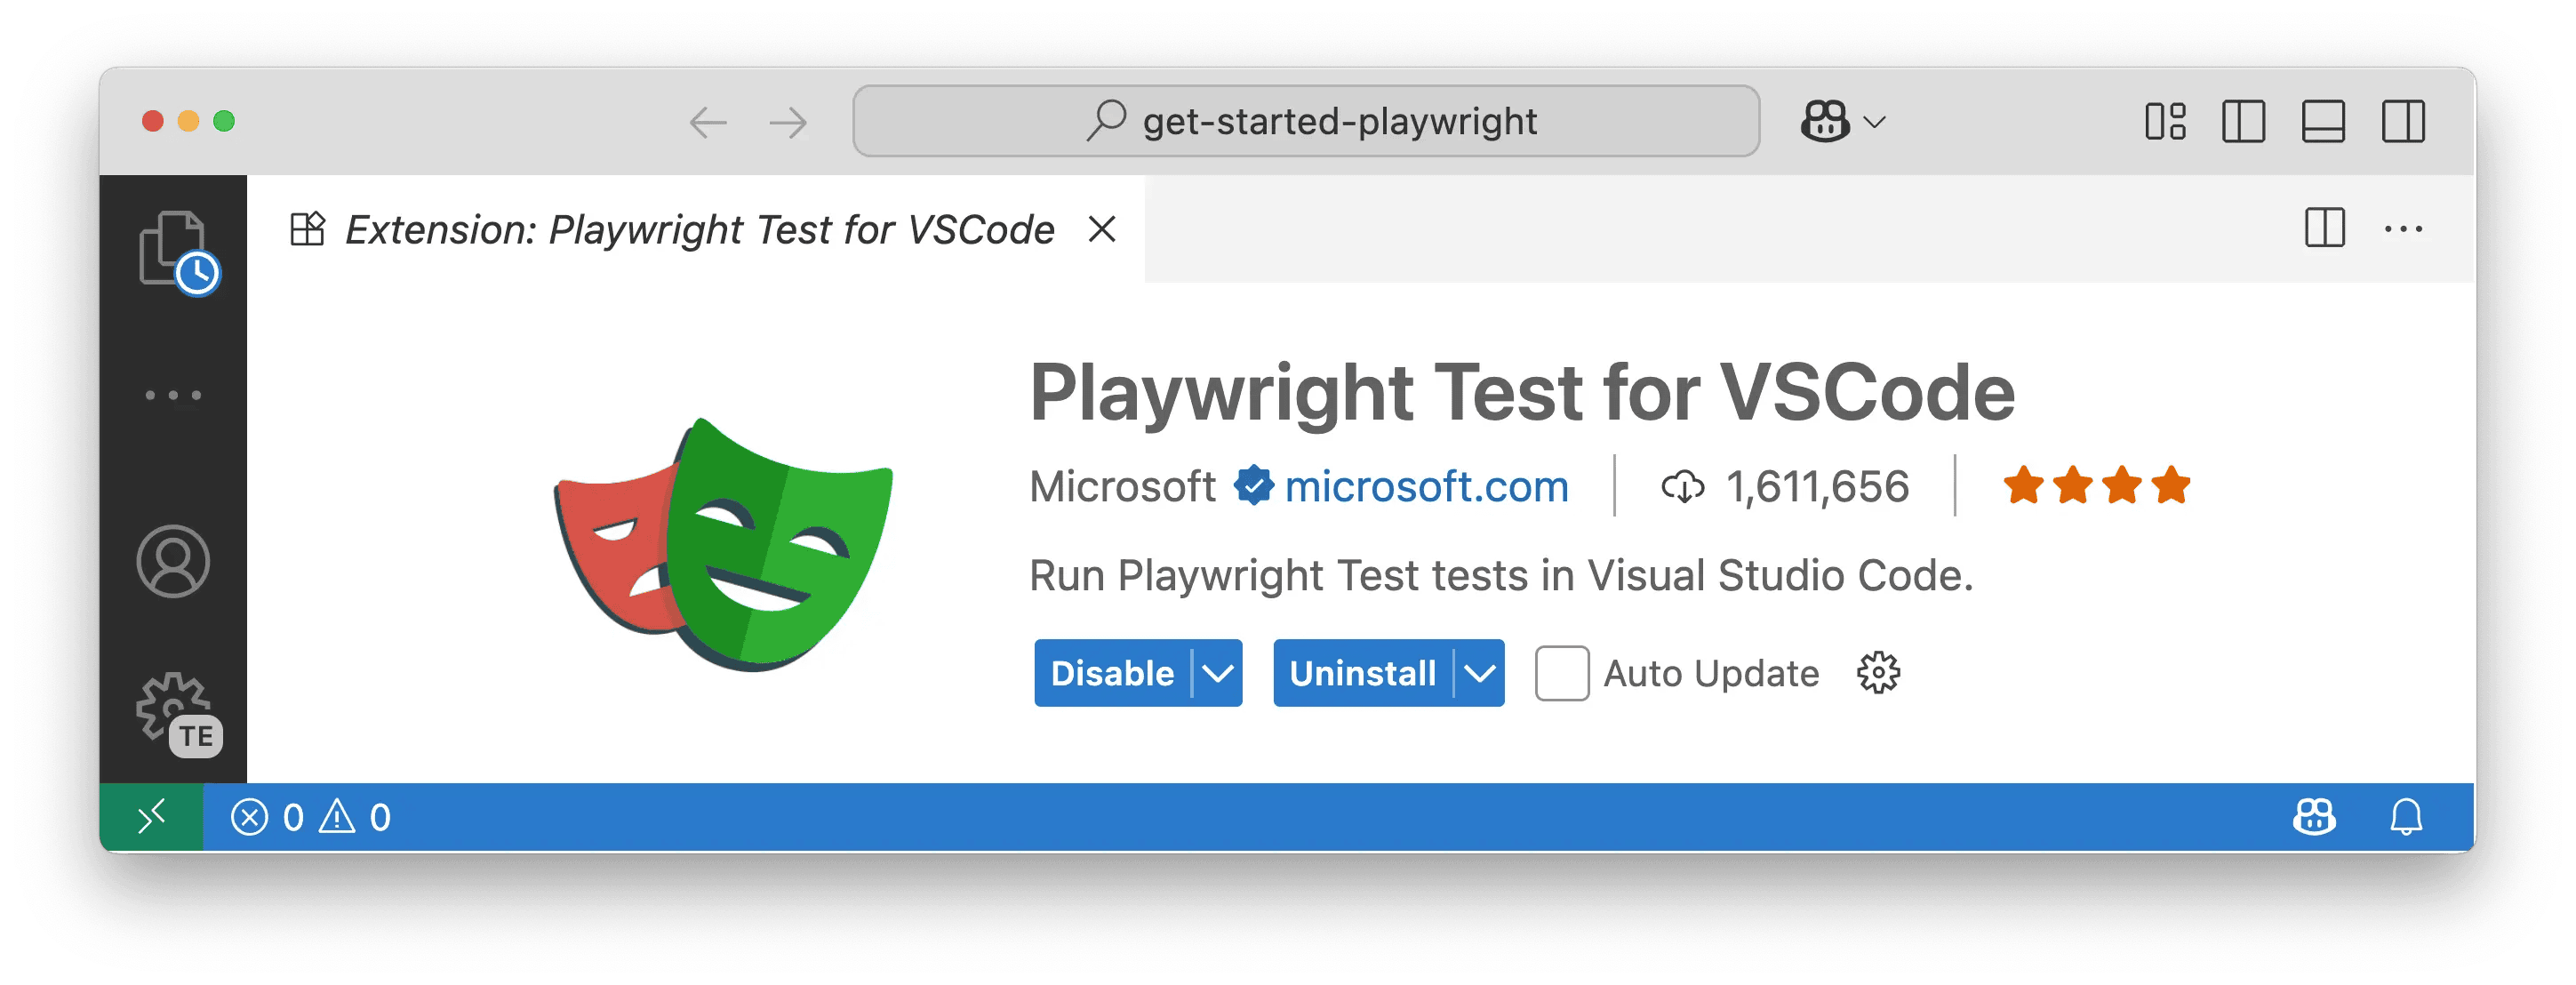 get-started-playwright
Extension: Playwright Test for VSCode
Playwright Test for VSCode
Microsoft microsoft.com 1,611,656
Run Playwright Test tests in Visual Studio Code.
Disable Uninstall Auto Update
TE
0 0